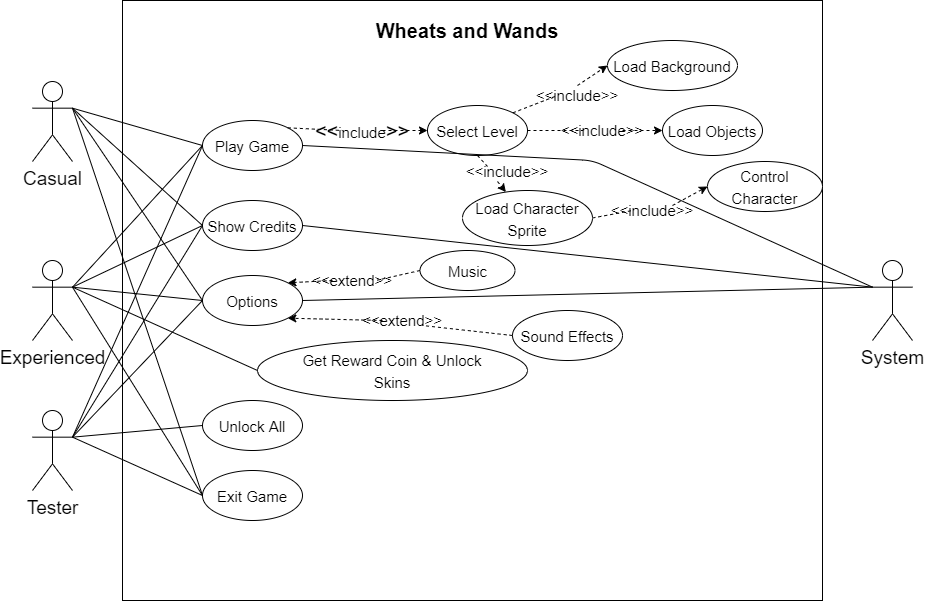 Wheats and Wands
Load Background
<<include>>
Casual
Play Game
<<include>>
Select Level
<<include>>
Load Objects
<<include>>
Control
Character
Load Character
Sprite
<<include>>
Show Credits
Experienced
Options
<<extend>>
Music
<<extend>>
Sound Effects
System
Get Reward Coin & Unlock
Skins
Unlock All
Tester
Exit Game